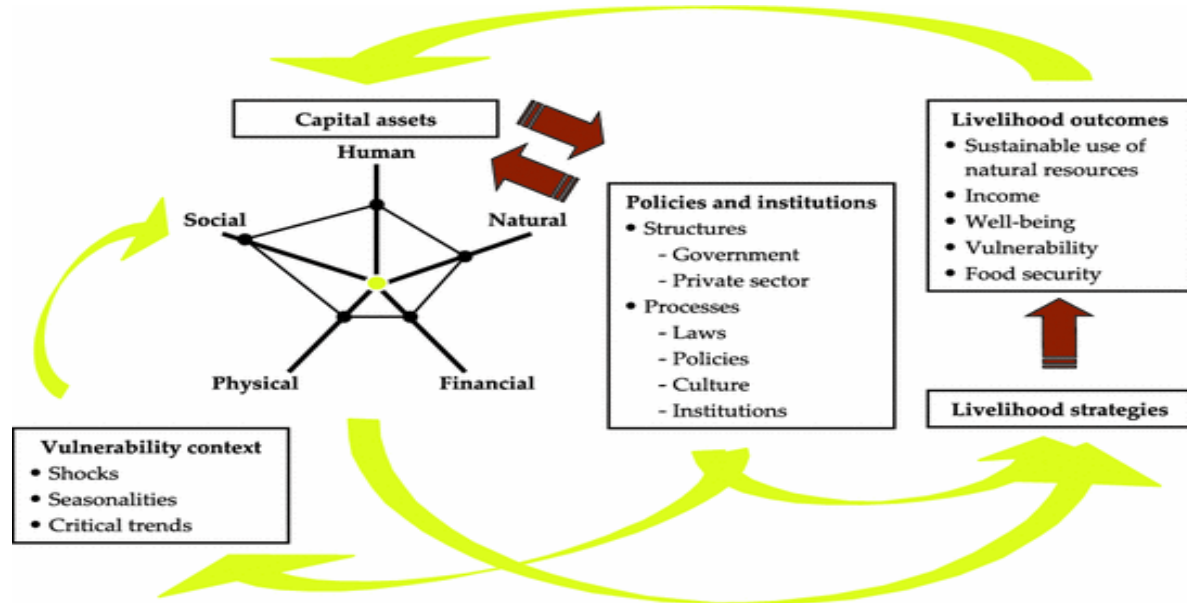 Capital assets
Human
Social
Natural
Physical
Financial
Vulnerability context
• Shocks
• Seasonalities
• Critical trends
Policies and institutions
• Structures
- Government
- Private sector
• Processes
- Laws
- Policies
- Culture
- Institutions
Livelihood outcomes
• Sustainable use of
natural resources
• Income
• Well-being
• Vulnerability
• Food security
Livelihood strategies